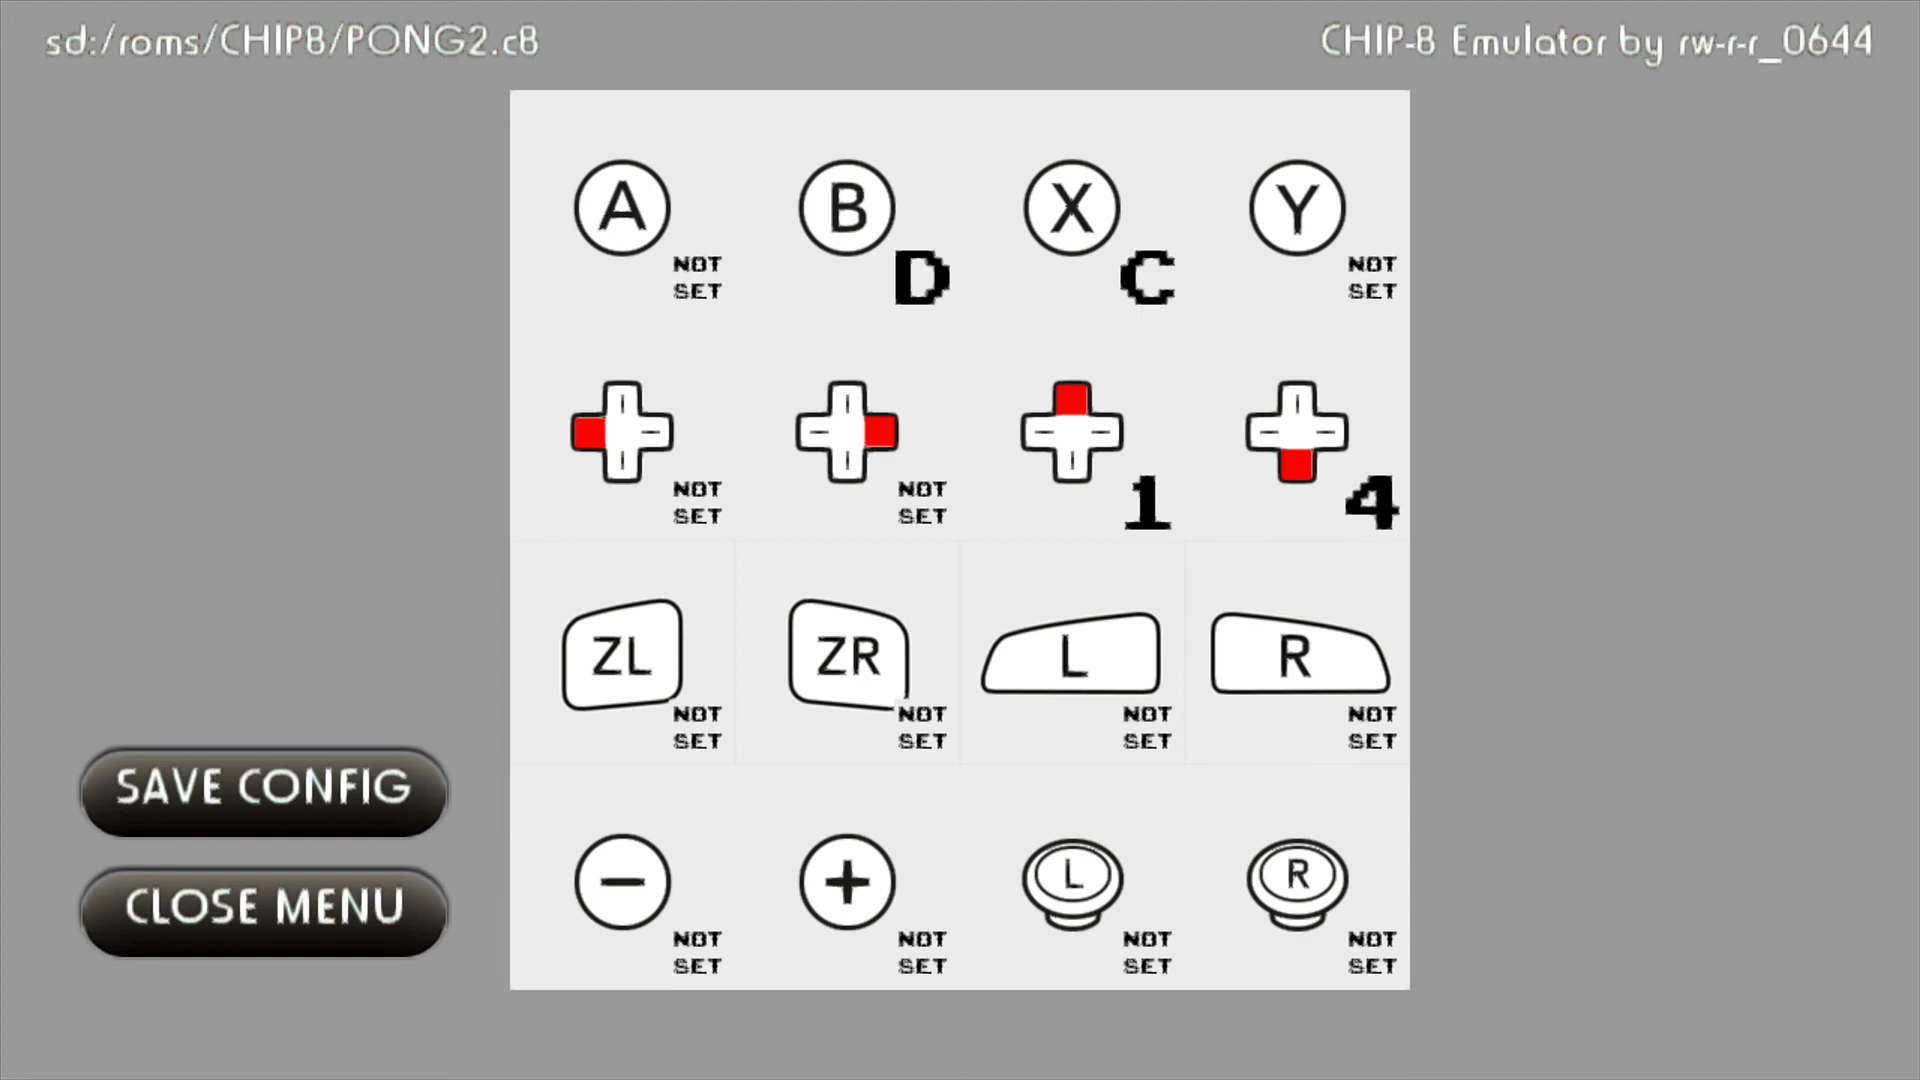 sd:/roms/CHIP8/PONG2.c8
CHIP-8 Emulator by rw-r-r_0644
A
NOT
SET
B
D
X
C
Y
NOT
SET
NOT
SET
NOT
SET
1
4
ZL
NOT
SET
ZR
NOT
SET
L
NOT
SET
R
NOT
SET
SAVE CONFIG
CLOSE MENU
−
NOT
SET
+
NOT
SET
L
NOT
SET
R
NOT
SET